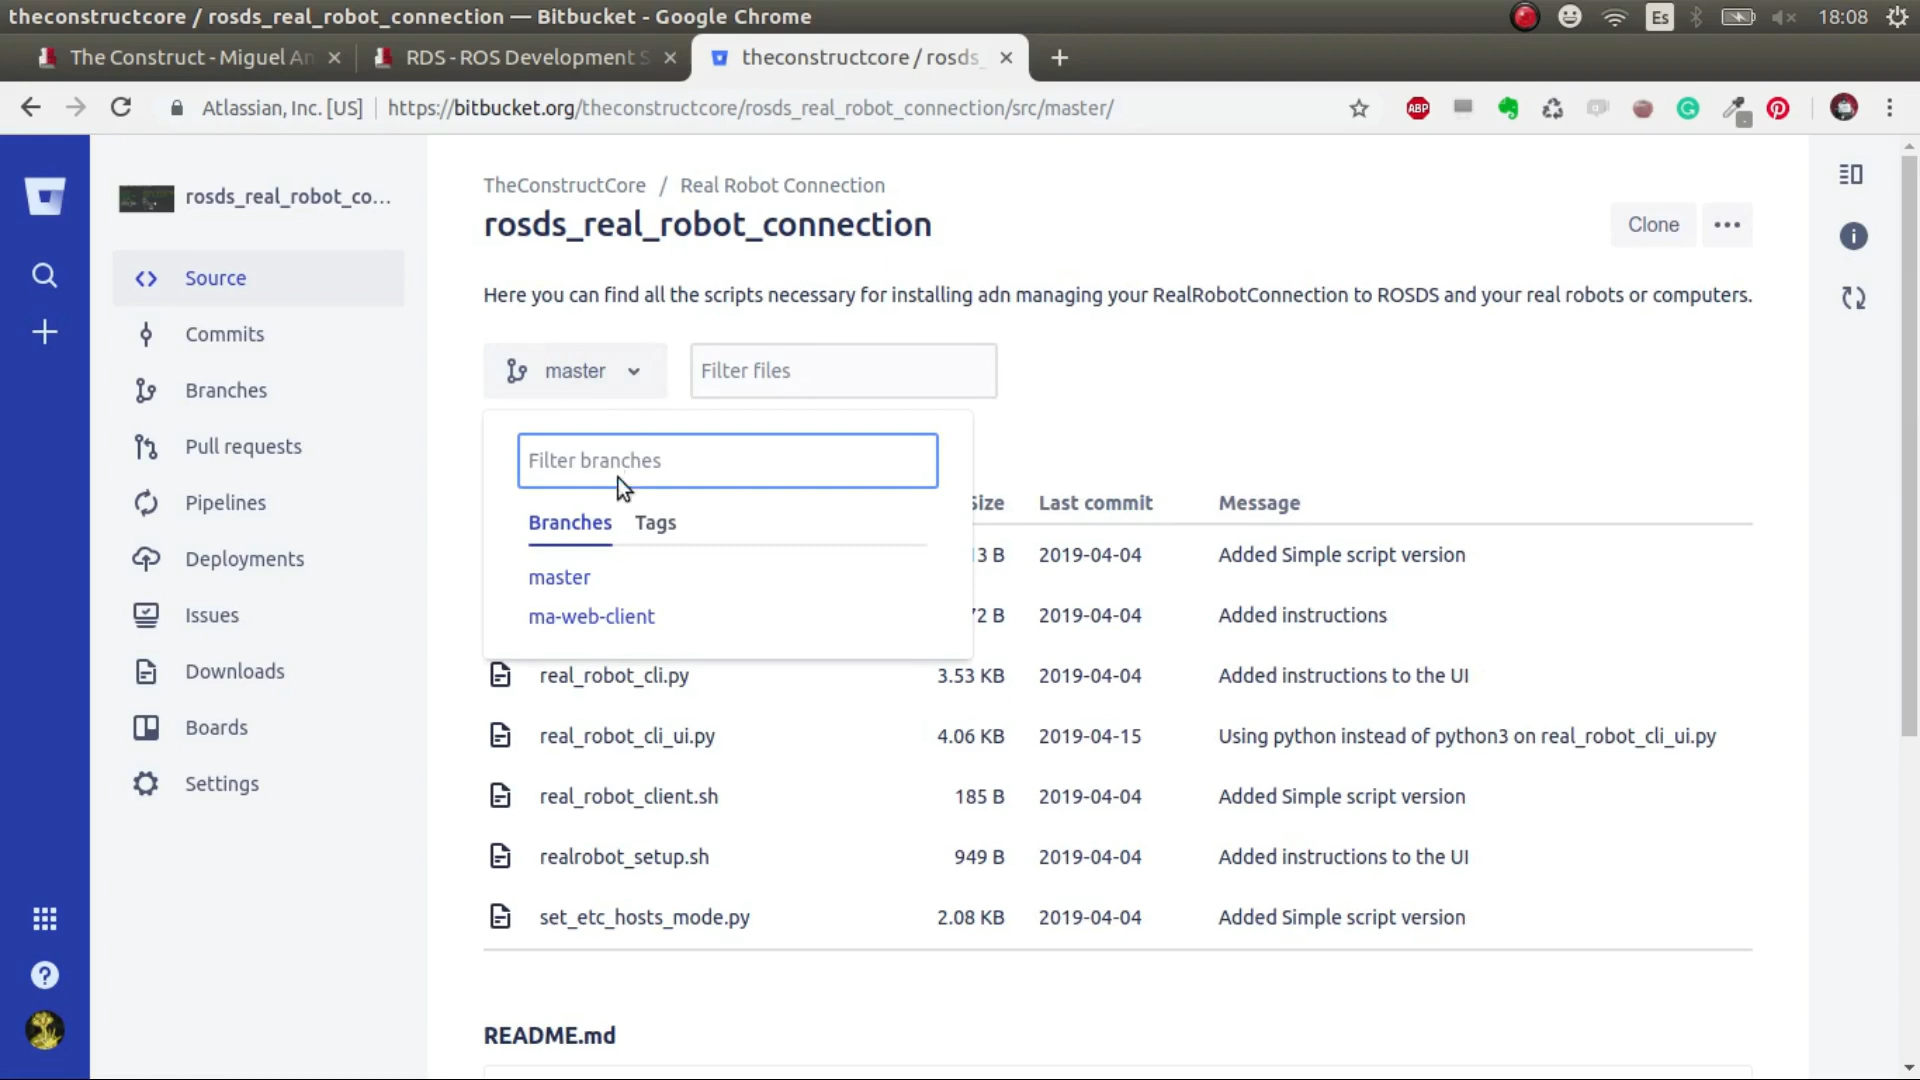 theconstructcore / rosds_real_robot_connection — Bitbucket - Google Chrome
Es
18:08
The Construct - Miguel An
RDS - ROS Development S
theconstructcore / rosds_
Atlassian, Inc. [US]
https://bitbucket.org/theconstructcore/rosds_real_robot_connection/src/master/
ABP
rosds_real_robot_co...
Source
Commits
Branches
Pull requests
Pipelines
Deployments
Issues
Downloads
Boards
Settings
TheConstructCore / Real Robot Connection
rosds_real_robot_connection
Clone
Here you can find all the scripts necessary for installing adn managing your RealRobotConnection to ROSDS and your real robots or computers.
master
Filter files
Filter branches
Branches Tags
master
ma-web-client
Size Last commit Message
3 B 2019-04-04 Added Simple script version
72 B 2019-04-04 Added instructions
real_robot_cli.py 3.53 KB 2019-04-04 Added instructions to the UI
real_robot_cli_ui.py 4.06 KB 2019-04-15 Using python instead of python3 on real_robot_cli_ui.py
real_robot_client.sh 185 B 2019-04-04 Added Simple script version
realrobot_setup.sh 949 B 2019-04-04 Added instructions to the UI
set_etc_hosts_mode.py 2.08 KB 2019-04-04 Added Simple script version
README.md